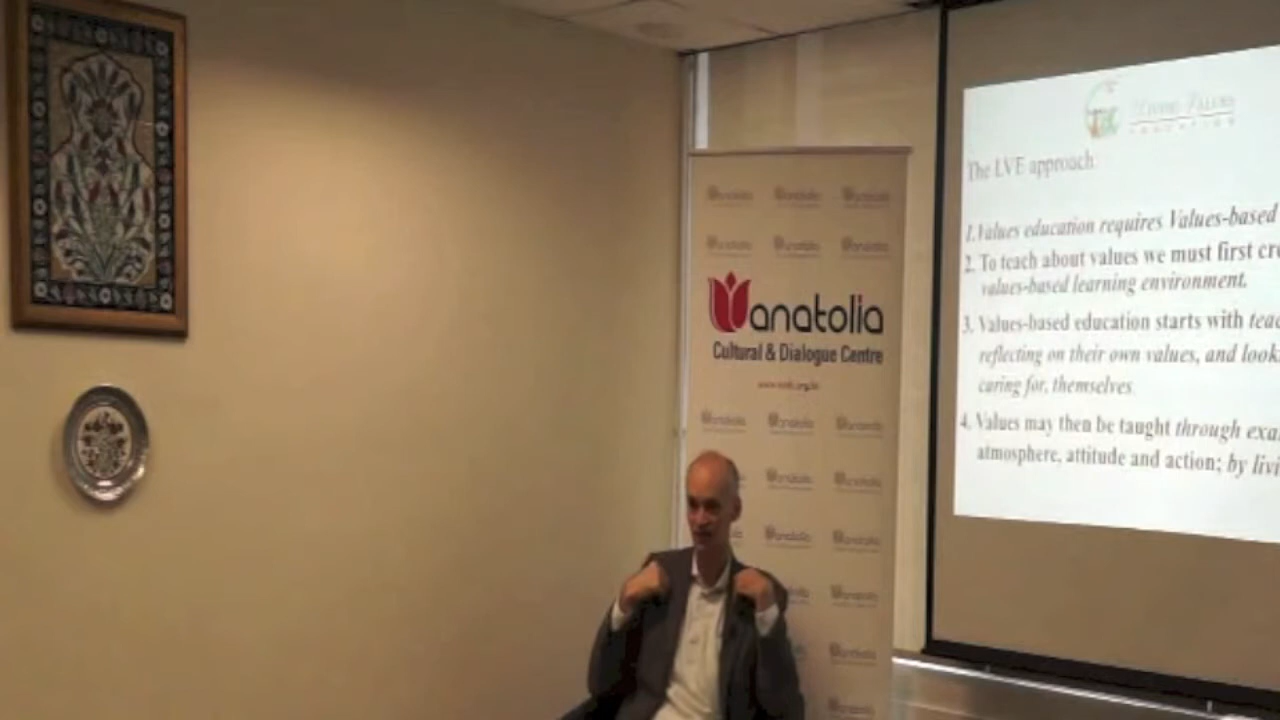 anatolia
Cultural & Dialogue Centre
LIVING VALUES
EDUCATION
The LVE approach
1. Values education requires Values-based
2. To teach about values we must first cre
values-based learning environment.
3. Values-based education starts with teac
reflecting on their own values, and look
caring for, themselves.
4. Values may then be taught through exa
atmosphere, attitude and action; by livi